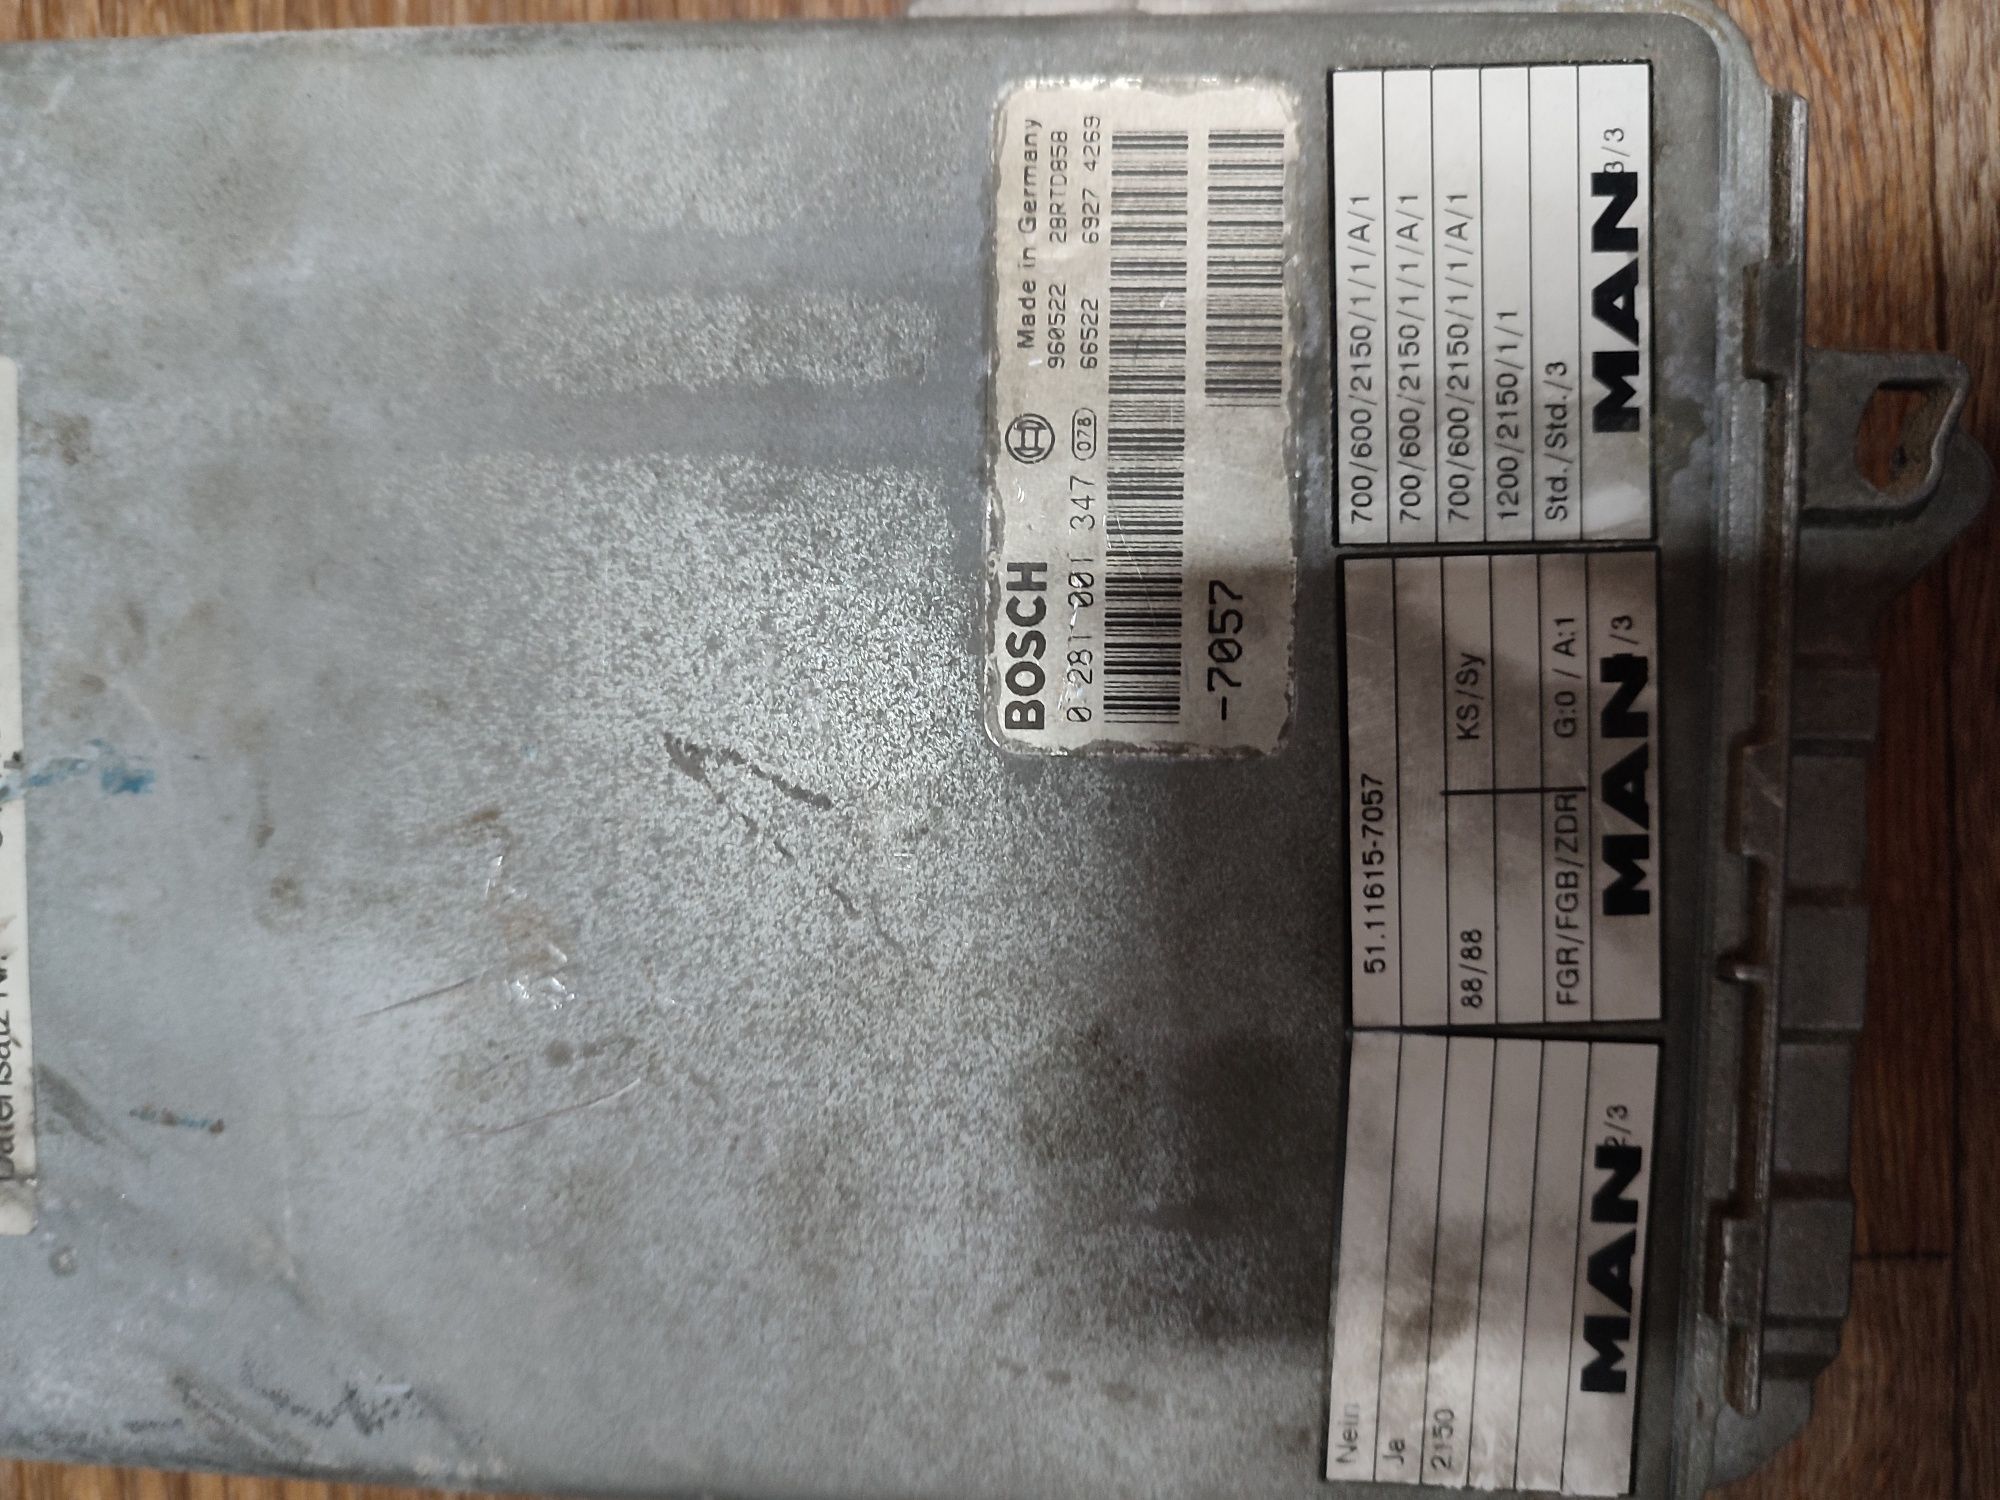 BOSCH
Made in Germany
0 281 001 347
078
960522 28RTD858
66522 6927 4269
-7057
700/600/2150/1/1/A/1
700/600/2150/1/1/A/1
700/600/2150/1/1/A/1
1200/2150/1/1
Std./Std./3
MAN 3/3
51.11615-7057
88/88 KS/Sy
FGR/FGB/ZDR G:0 / A:1
MAN /3
Nein
Ja
2150
MAN 2/3
Datensatz